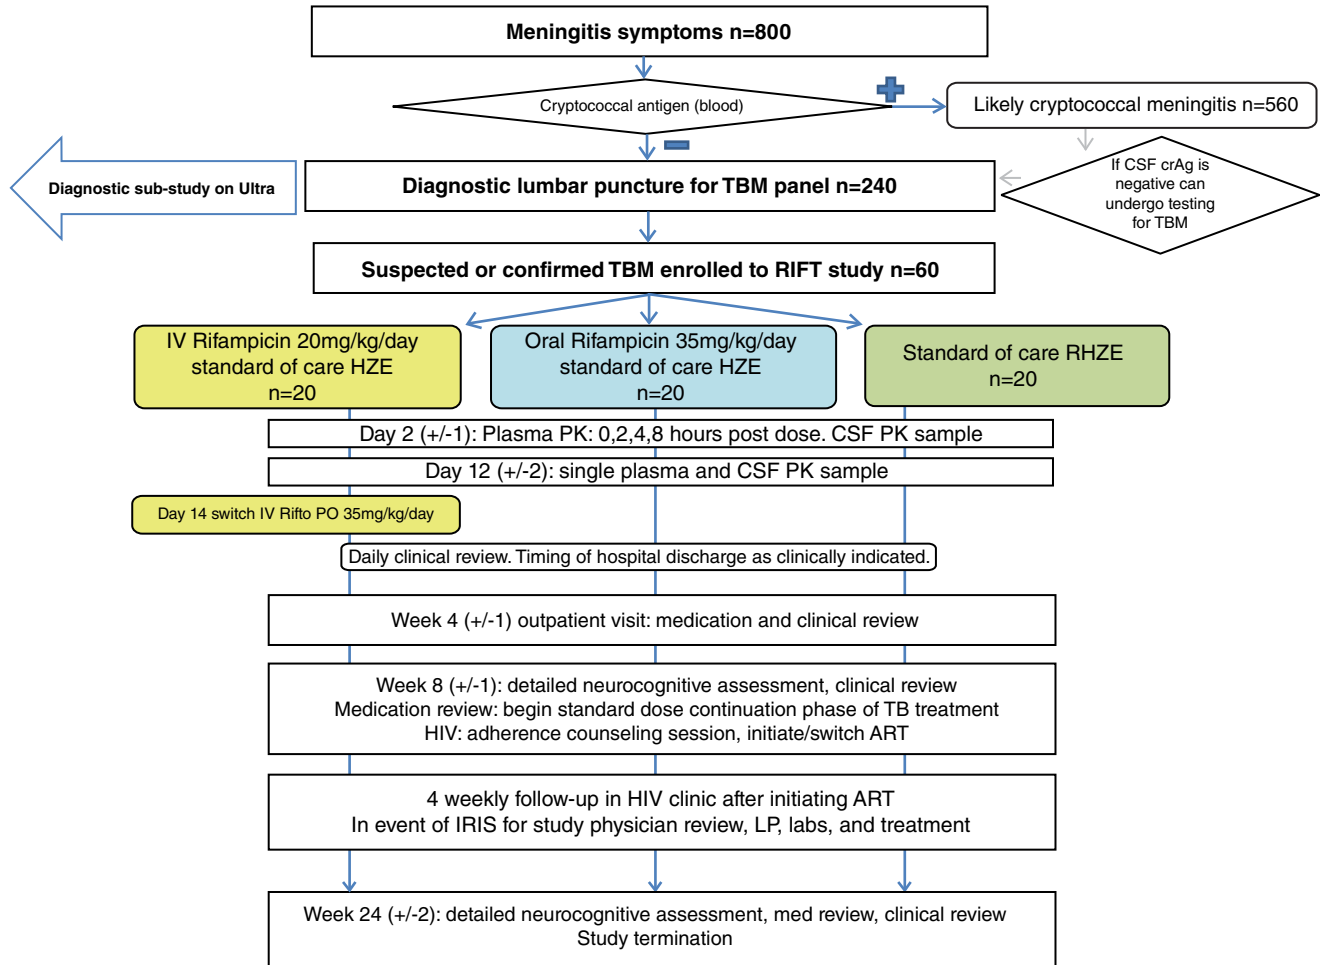 Meningitis symptoms n=800
Cryptococcal antigen (blood)
Likely cryptococcal meningitis n=560
If CSF crAg is
negative can
undergo testing
for TBM
Diagnostic sub-study on Ultra
Diagnostic lumbar puncture for TBM panel n=240
Suspected or confirmed TBM enrolled to RIFT study n=60
IV Rifampicin 20mg/kg/day
standard of care HZE
n=20
Oral Rifampicin 35mg/kg/day
standard of care HZE
n=20
Standard of care RHZE
n=20
Day 2 (+/-1): Plasma PK: 0,2,4,8 hours post dose. CSF PK sample
Day 12 (+/-2): single plasma and CSF PK sample
Day 14 switch IV Rifto PO 35mg/kg/day
Daily clinical review. Timing of hospital discharge as clinically indicated.
Week 4 (+/-1) outpatient visit: medication and clinical review
Week 8 (+/-1): detailed neurocognitive assessment, clinical review
Medication review: begin standard dose continuation phase of TB treatment
HIV: adherence counseling session, initiate/switch ART
4 weekly follow-up in HIV clinic after initiating ART
In event of IRIS for study physician review, LP, labs, and treatment
Week 24 (+/-2): detailed neurocognitive assessment, med review, clinical review
Study termination